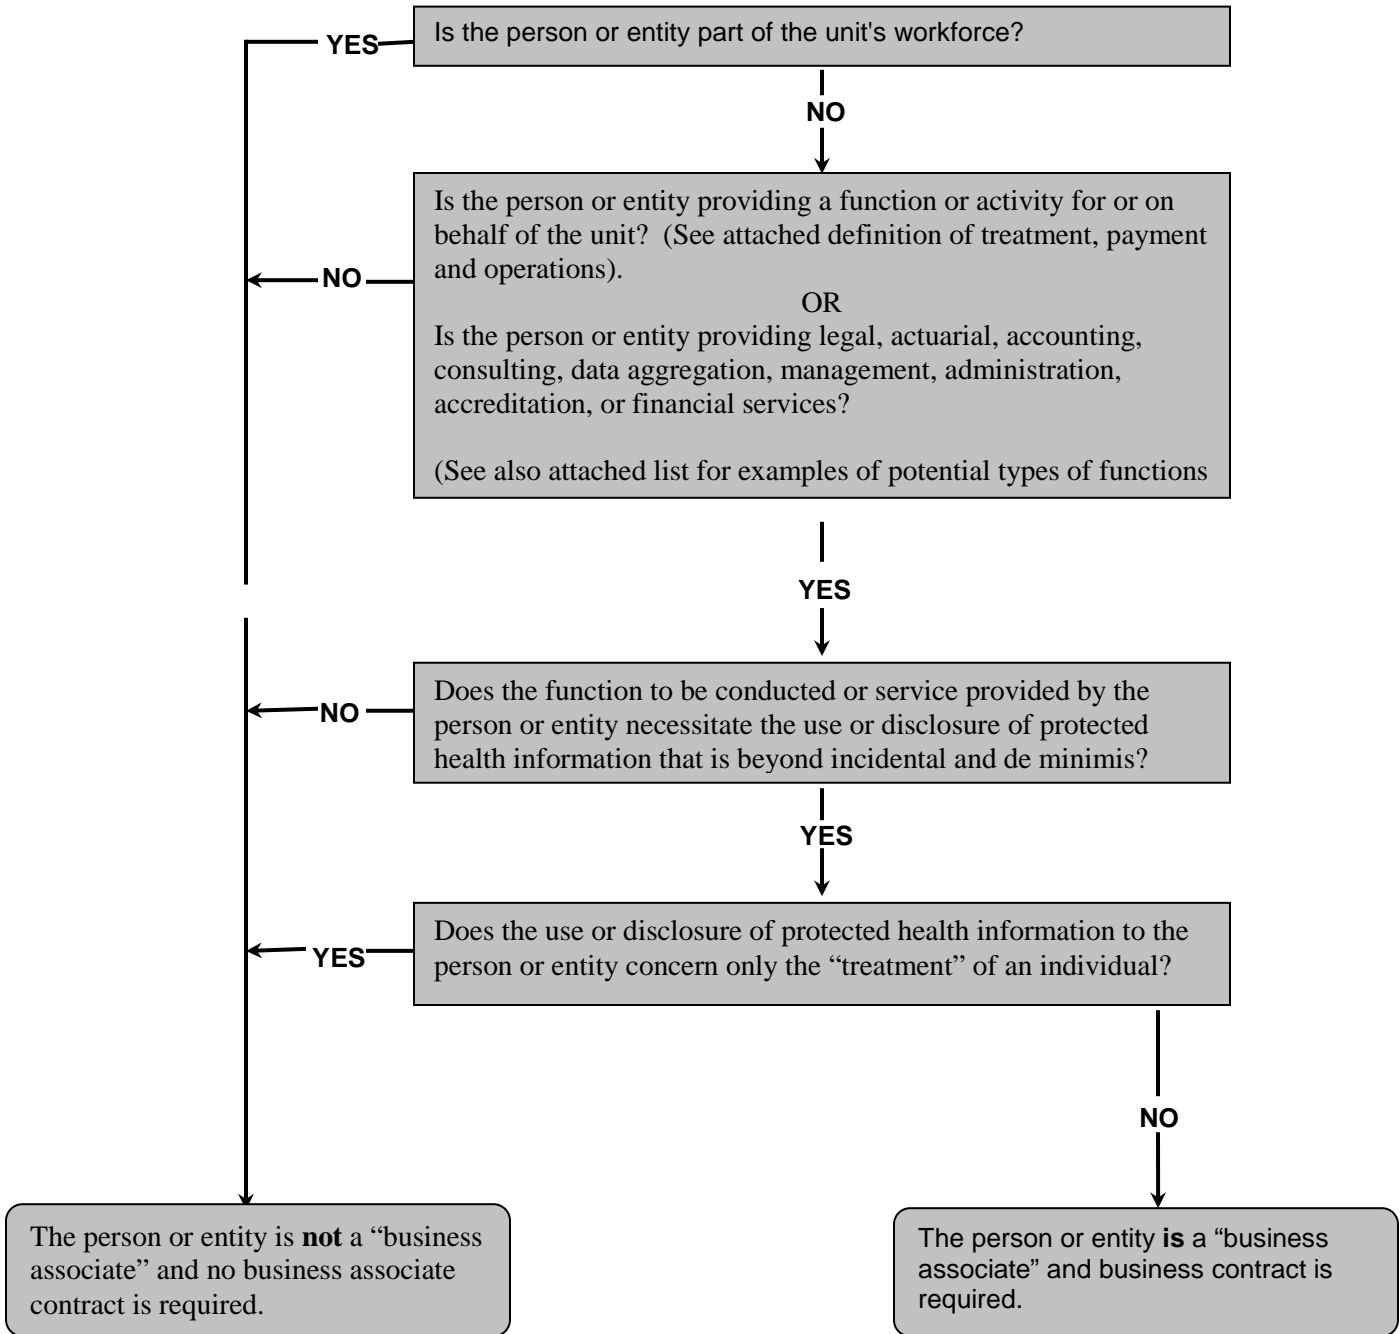 Is the person or entity part of the unit's workforce?
YES
NO
Is the person or entity providing a function or activity for or on
behalf of the unit?  (See attached definition of treatment, payment
and operations).
OR
Is the person or entity providing legal, actuarial, accounting,
consulting, data aggregation, management, administration,
accreditation, or financial services?
(See also attached list for examples of potential types of functions
NO
YES
Does the function to be conducted or service provided by the
person or entity necessitate the use or disclosure of protected
health information that is beyond incidental and de minimis?
NO
YES
Does the use or disclosure of protected health information to the
person or entity concern only the “treatment” of an individual?
YES
NO
The person or entity is not a “business
associate” and no business associate
contract is required.
The person or entity is a “business
associate” and business contract is
required.